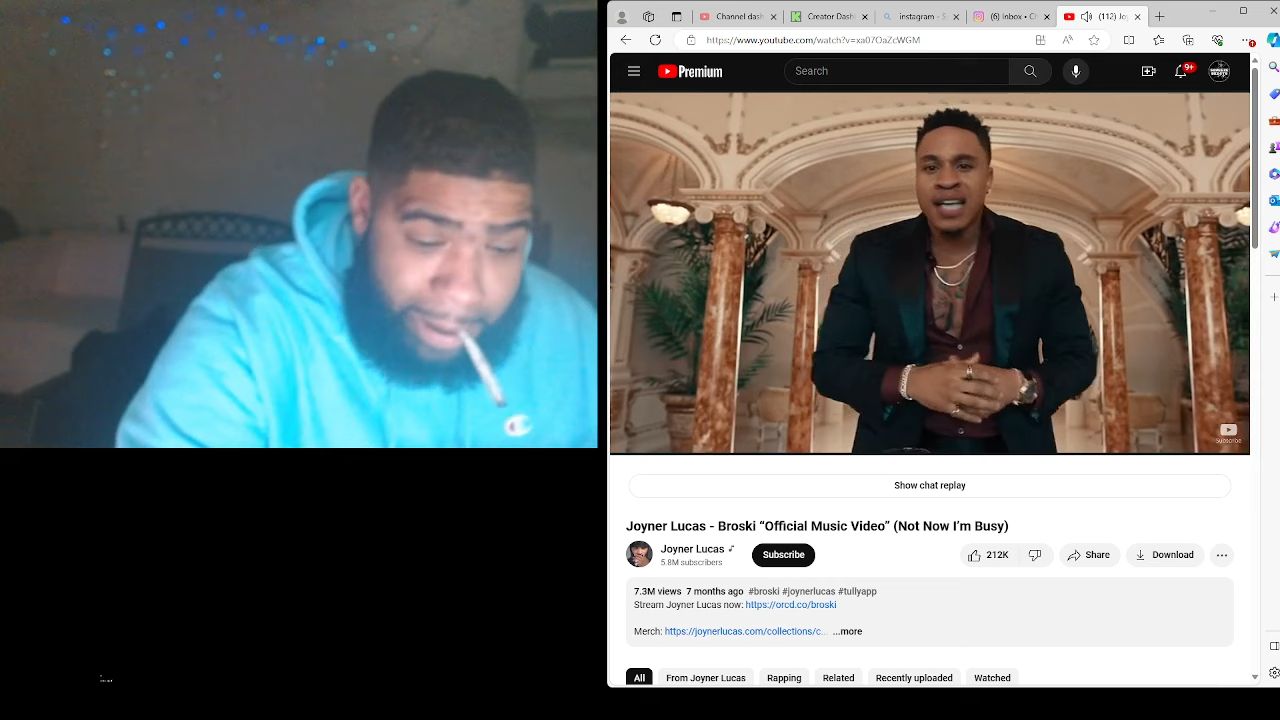 Channel dash
Creator Dash
instagram - S
(6) Inbox • C
(112) Jo
https://www.youtube.com/watch?v=xa07OaZcWGM
Premium
Search
9+
Subscribe
Show chat replay
Joyner Lucas - Broski “Official Music Video” (Not Now I’m Busy)
Joyner Lucas
5.8M subscribers
Subscribe
212K
Share
Download
7.3M views 7 months ago #broski #joynerlucas #tullyapp
Stream Joyner Lucas now: https://orcd.co/broski
Merch: https://joynerlucas.com/collections/c... ...more
All From Joyner Lucas Rapping Related Recently uploaded Watched